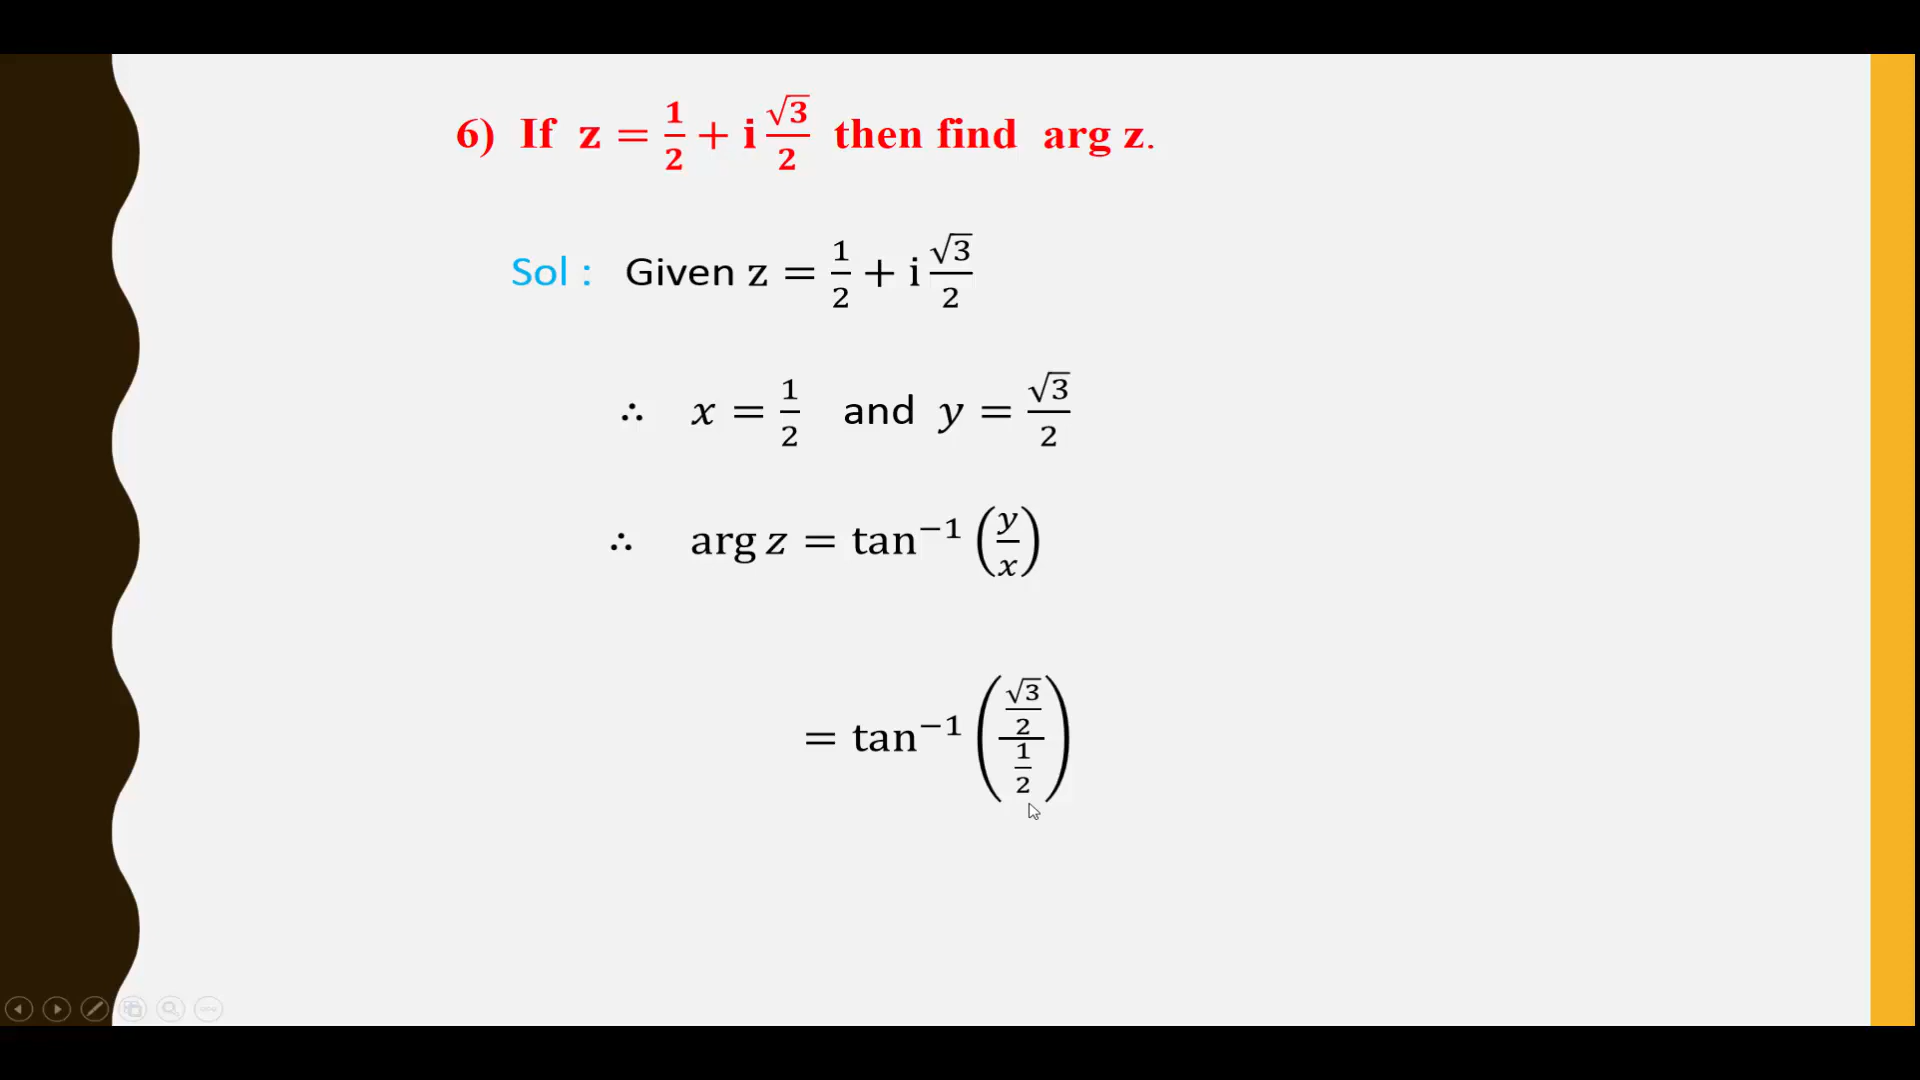 6) If z = 1/2 + i √3/2 then find arg z.
Sol : Given z = 1/2 + i √3/2
∴ x = 1/2 and y = √3/2
∴ arg z = tan⁻¹ (y/x)
= tan⁻¹ ((√3/2)/(1/2))